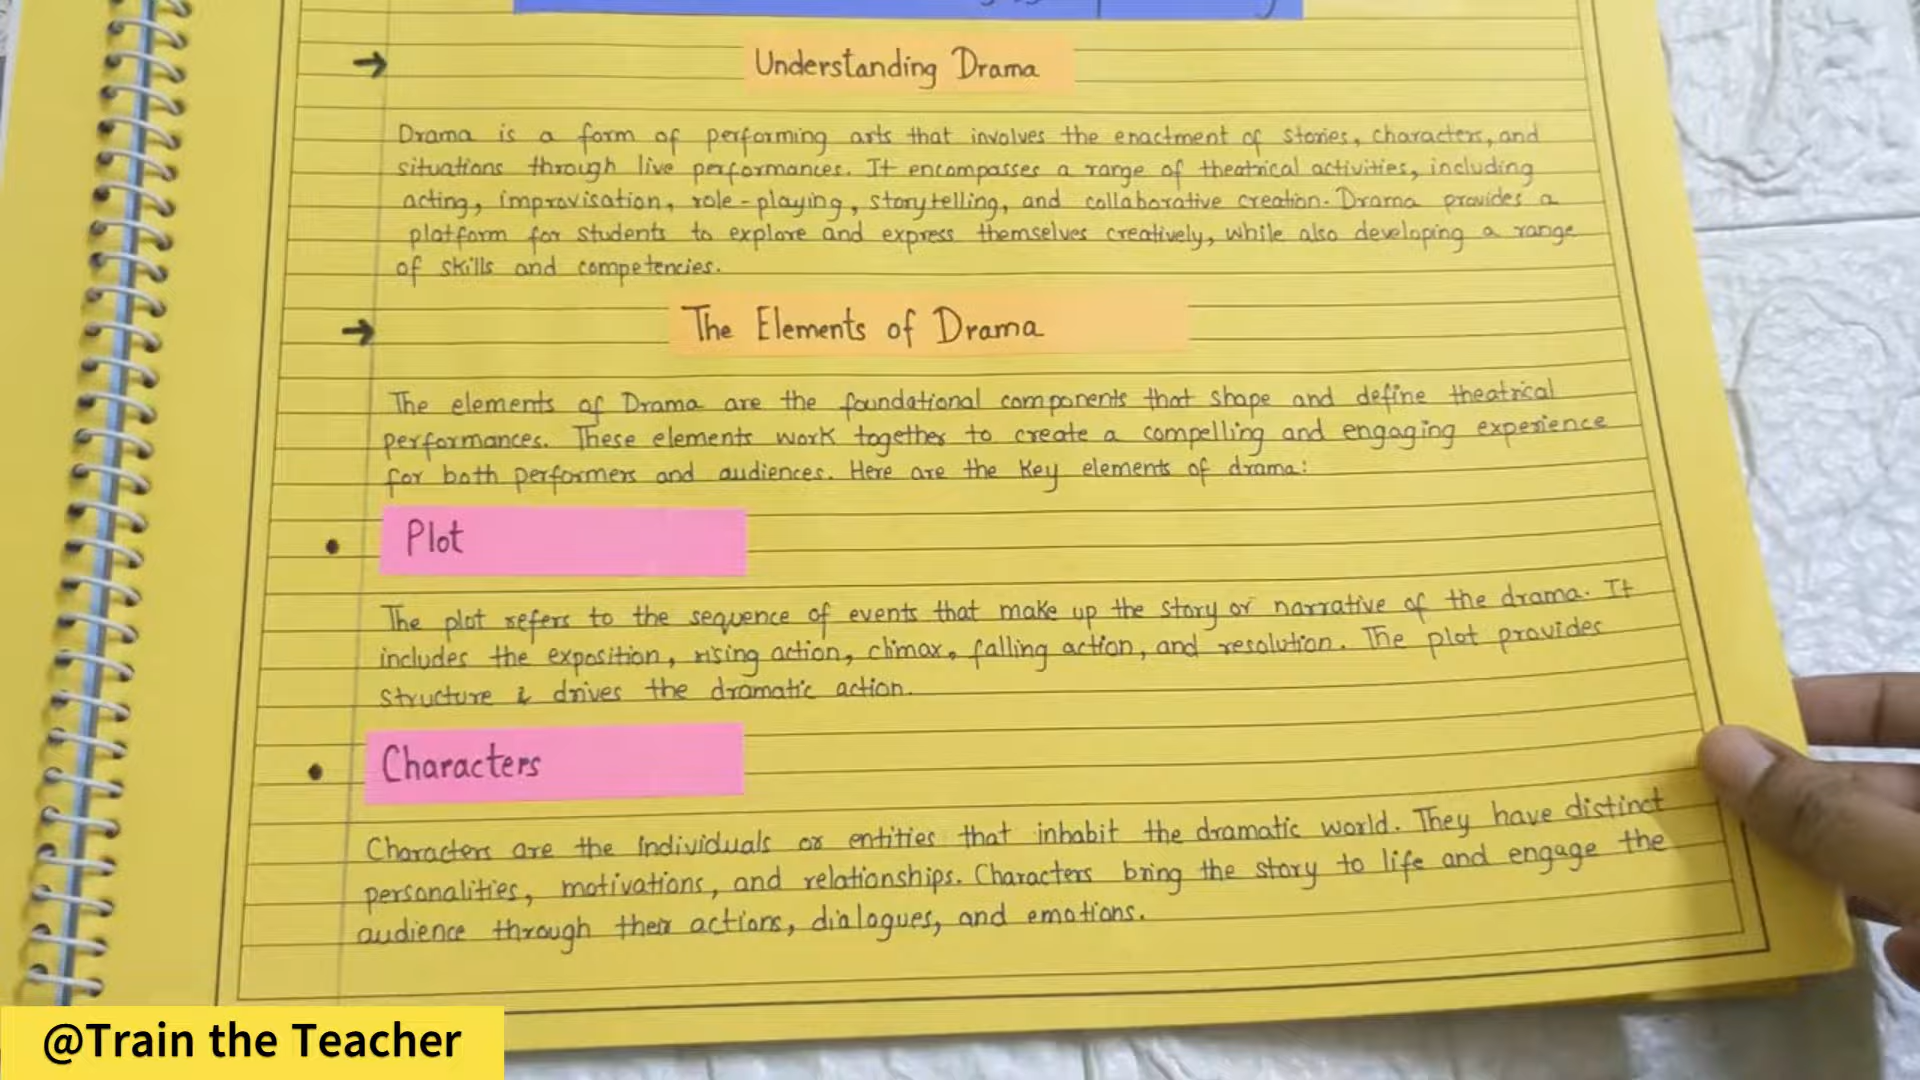 → Understanding Drama
Drama is a form of performing arts that involves the enactment of stories, characters, and
situations through live performances. It encompasses a range of theatrical activities, including
acting, improvisation, role-playing, storytelling, and collaborative creation. Drama provides a
platform for students to explore and express themselves creatively, while also developing a range
of skills and competencies.
→ The Elements of Drama
The elements of Drama are the foundational components that shape and define theatrical
performances. These elements work together to create a compelling and engaging experience
for both performers and audiences. Here are the key elements of drama:
• Plot
The plot refers to the sequence of events that make up the story or narrative of the drama. It
includes the exposition, rising action, climax, falling action, and resolution. The plot provides
structure & drives the dramatic action.
• Characters
Characters are the individuals or entities that inhabit the dramatic world. They have distinct
personalities, motivations, and relationships. Characters bring the story to life and engage the
audience through their actions, dialogues, and emotions.
@Train the Teacher